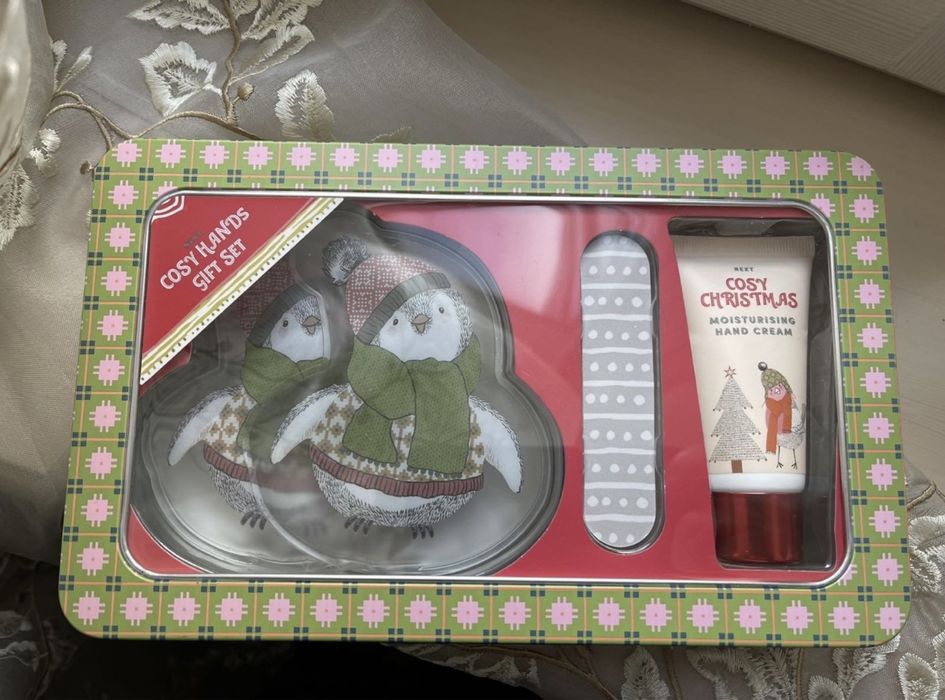 NEXT
COSY HANDS
GIFT SET
NEXT
COSY
CHRISTMAS
MOISTURISING
HAND CREAM